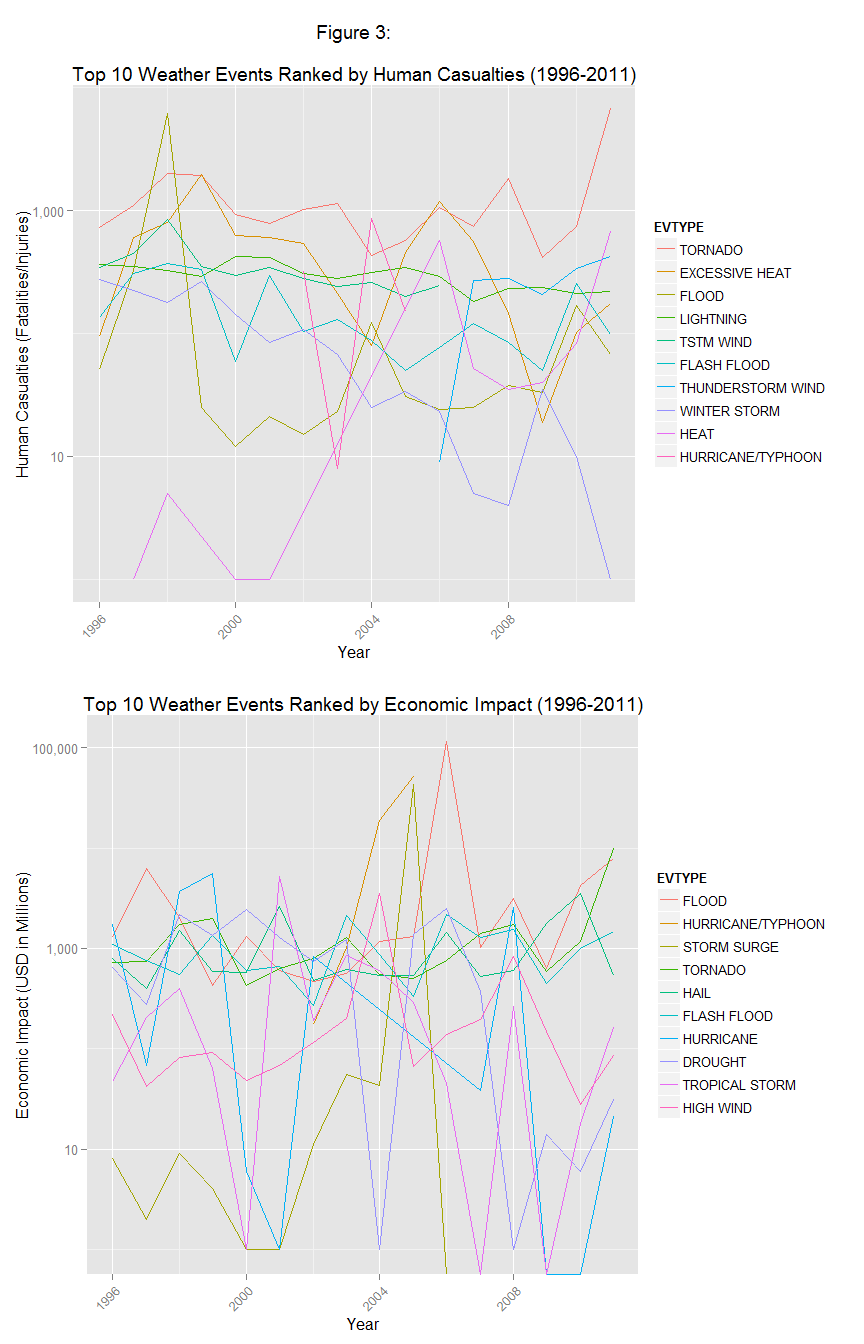 Figure 3:
Top 10 Weather Events Ranked by Human Casualties (1996-2011)
Human Casualties (Fatalities/Injuries)
1,000
10
1996
2000
2004
2008
Year
EVTYPE
TORNADO
EXCESSIVE HEAT
FLOOD
LIGHTNING
TSTM WIND
FLASH FLOOD
THUNDERSTORM WIND
WINTER STORM
HEAT
HURRICANE/TYPHOON
Top 10 Weather Events Ranked by Economic Impact (1996-2011)
Economic Impact (USD in Millions)
100,000
1,000
10
1996
2000
2004
2008
Year
EVTYPE
FLOOD
HURRICANE/TYPHOON
STORM SURGE
TORNADO
HAIL
FLASH FLOOD
HURRICANE
DROUGHT
TROPICAL STORM
HIGH WIND